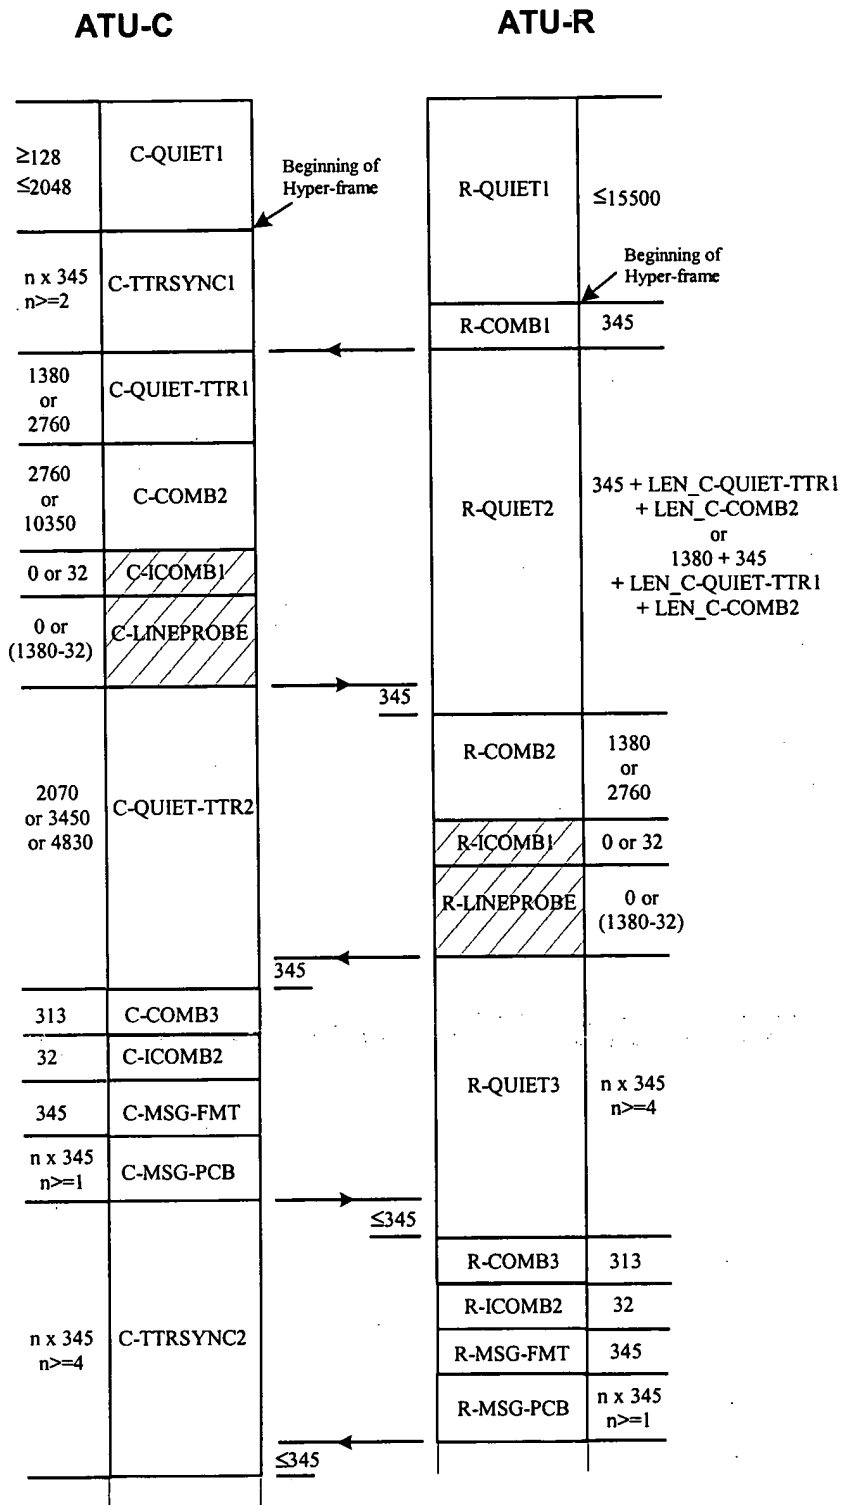 ATU-C
ATU-R
≥128
≤2048
C-QUIET1
Beginning of
Hyper-frame
R-QUIET1
≤15500
n x 345
n>=2
C-TTRSYNC1
Beginning of
Hyper-frame
R-COMB1
345
1380
or
2760
C-QUIET-TTR1
2760
or
10350
C-COMB2
R-QUIET2
345 + LEN_C-QUIET-TTR1
+ LEN_C-COMB2
or
1380 + 345
+ LEN_C-QUIET-TTR1
+ LEN_C-COMB2
0 or 32
C-ICOMB1
0 or
(1380-32)
C-LINEPROBE
345
R-COMB2
1380
or
2760
2070
or 3450
or 4830
C-QUIET-TTR2
R-ICOMB1
0 or 32
R-LINEPROBE
0 or
(1380-32)
345
313
C-COMB3
32
C-ICOMB2
R-QUIET3
n x 345
n>=4
345
C-MSG-FMT
n x 345
n>=1
C-MSG-PCB
≤345
R-COMB3
313
R-ICOMB2
32
n x 345
n>=4
C-TTRSYNC2
R-MSG-FMT
345
R-MSG-PCB
n x 345
n>=1
≤345